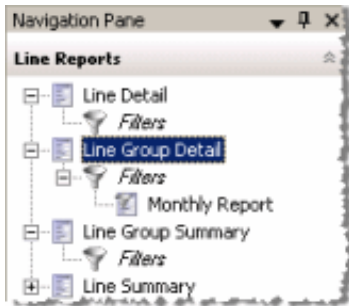 Navigation Pane
Line Reports
Line Detail
Filters
Line Group Detail
Filters
Monthly Report
Line Group Summary
Filters
Line Summary